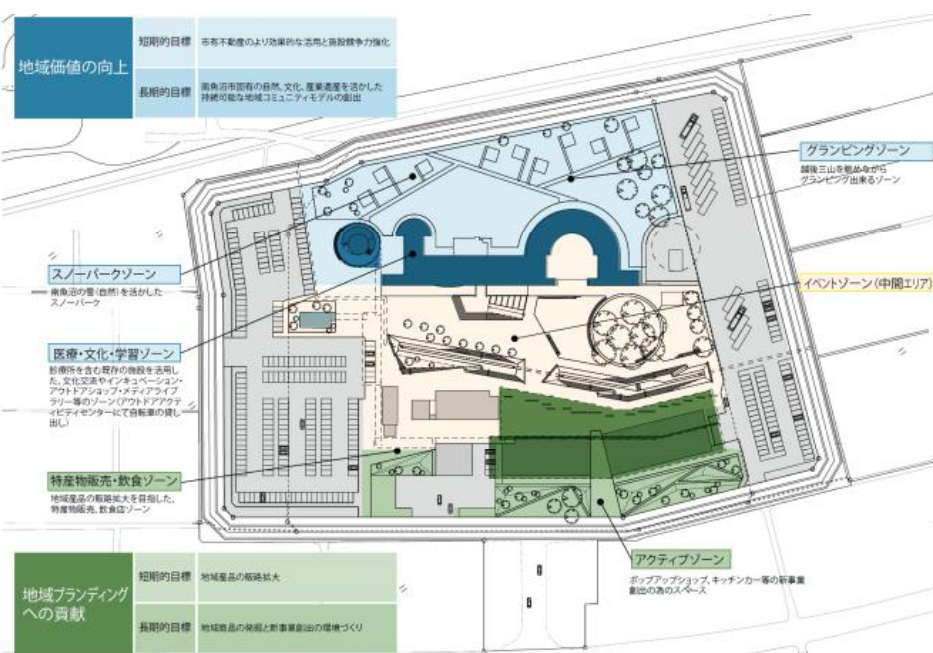 地域価値の向上
短期的目標
市有不動産のより効果的な活用と施設競争力強化
長期的目標
南魚沼市固有の自然、文化、産業遺産を活かした
持続可能な地域コミュニティモデルの創出
グランピングゾーン
越後三山を眺めながら
グランピング出来るゾーン
スノーパークゾーン
南魚沼の雪(自然)を活かした
スノーパーク
イベントゾーン(中間エリア)
医療・文化・学習ゾーン
診療所を含む既存の施設を活用し
た、文化交流やインキュベーション・
アウトドアショップ・メディアライブ
ラリー等のゾーン(アウトドアアクテ
ィビティセンターにて自転車の貸し
出し)
特産物販売・飲食ゾーン
地域産品の販路拡大を目指した、
特産物販売、飲食店ゾーン
アクティブゾーン
ポップアップショップ、キッチンカー等の新事業
創出の為のスペース
地域ブランディング
への貢献
短期的目標
地域産品の販路拡大
長期的目標
地域商品の発掘と新事業創出の環境づくり